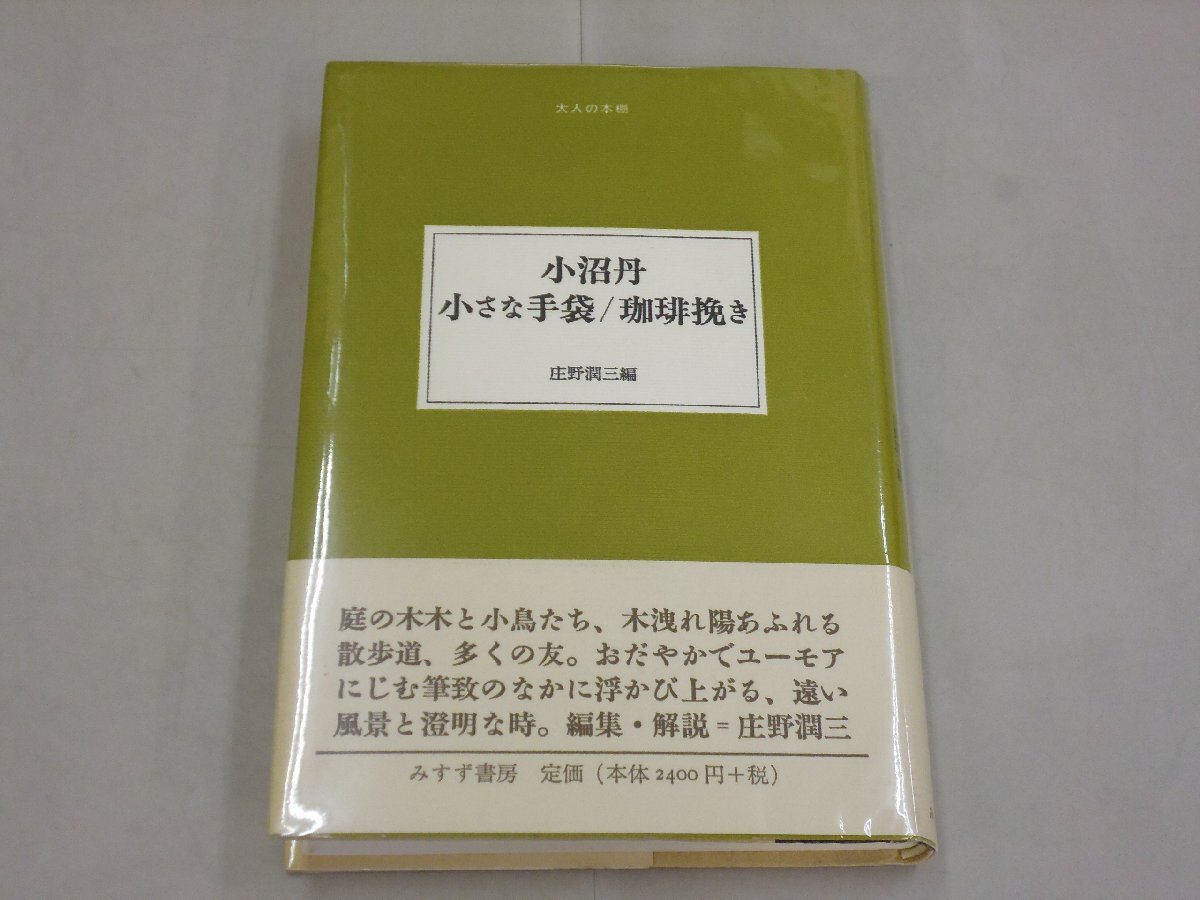 大人の本棚
小沼丹
小さな手袋/珈琲挽き
庄野潤三編
庭の木木と小鳥たち、木洩れ陽あふれる
散歩道、多くの友。おだやかでユーモア
にじむ筆致のなかに浮かび上がる、遠い
風景と澄明な時。編集・解説=庄野潤三
みすず書房 定価(本体2400円+税)